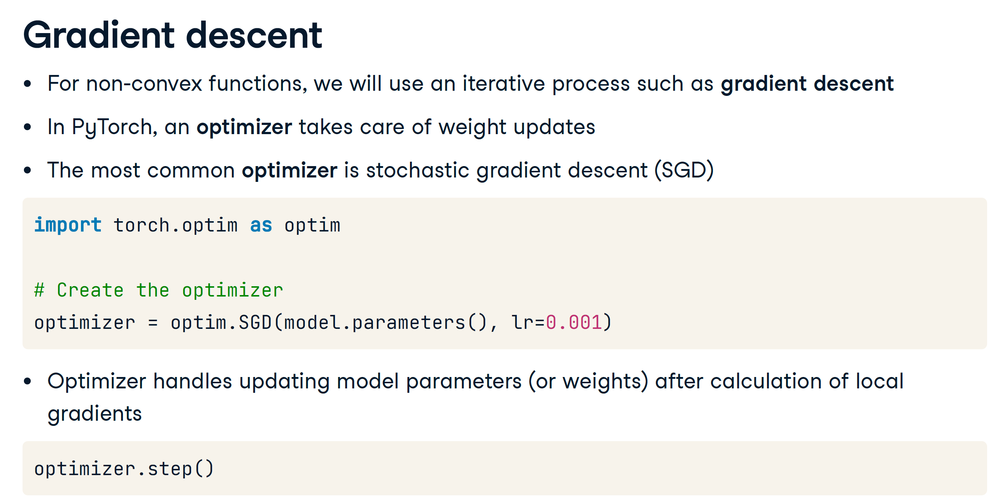 Gradient descent
• For non-convex functions, we will use an iterative process such as gradient descent
• In PyTorch, an optimizer takes care of weight updates
• The most common optimizer is stochastic gradient descent (SGD)
import torch.optim as optim
# Create the optimizer
optimizer = optim.SGD(model.parameters(), lr=0.001)
• Optimizer handles updating model parameters (or weights) after calculation of local
gradients
optimizer.step()